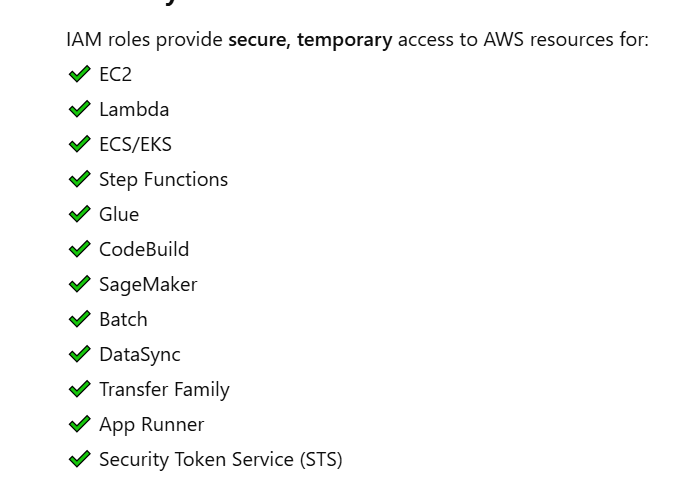 IAM roles provide secure, temporary access to AWS resources for:
✔ EC2
✔ Lambda
✔ ECS/EKS
✔ Step Functions
✔ Glue
✔ CodeBuild
✔ SageMaker
✔ Batch
✔ DataSync
✔ Transfer Family
✔ App Runner
✔ Security Token Service (STS)